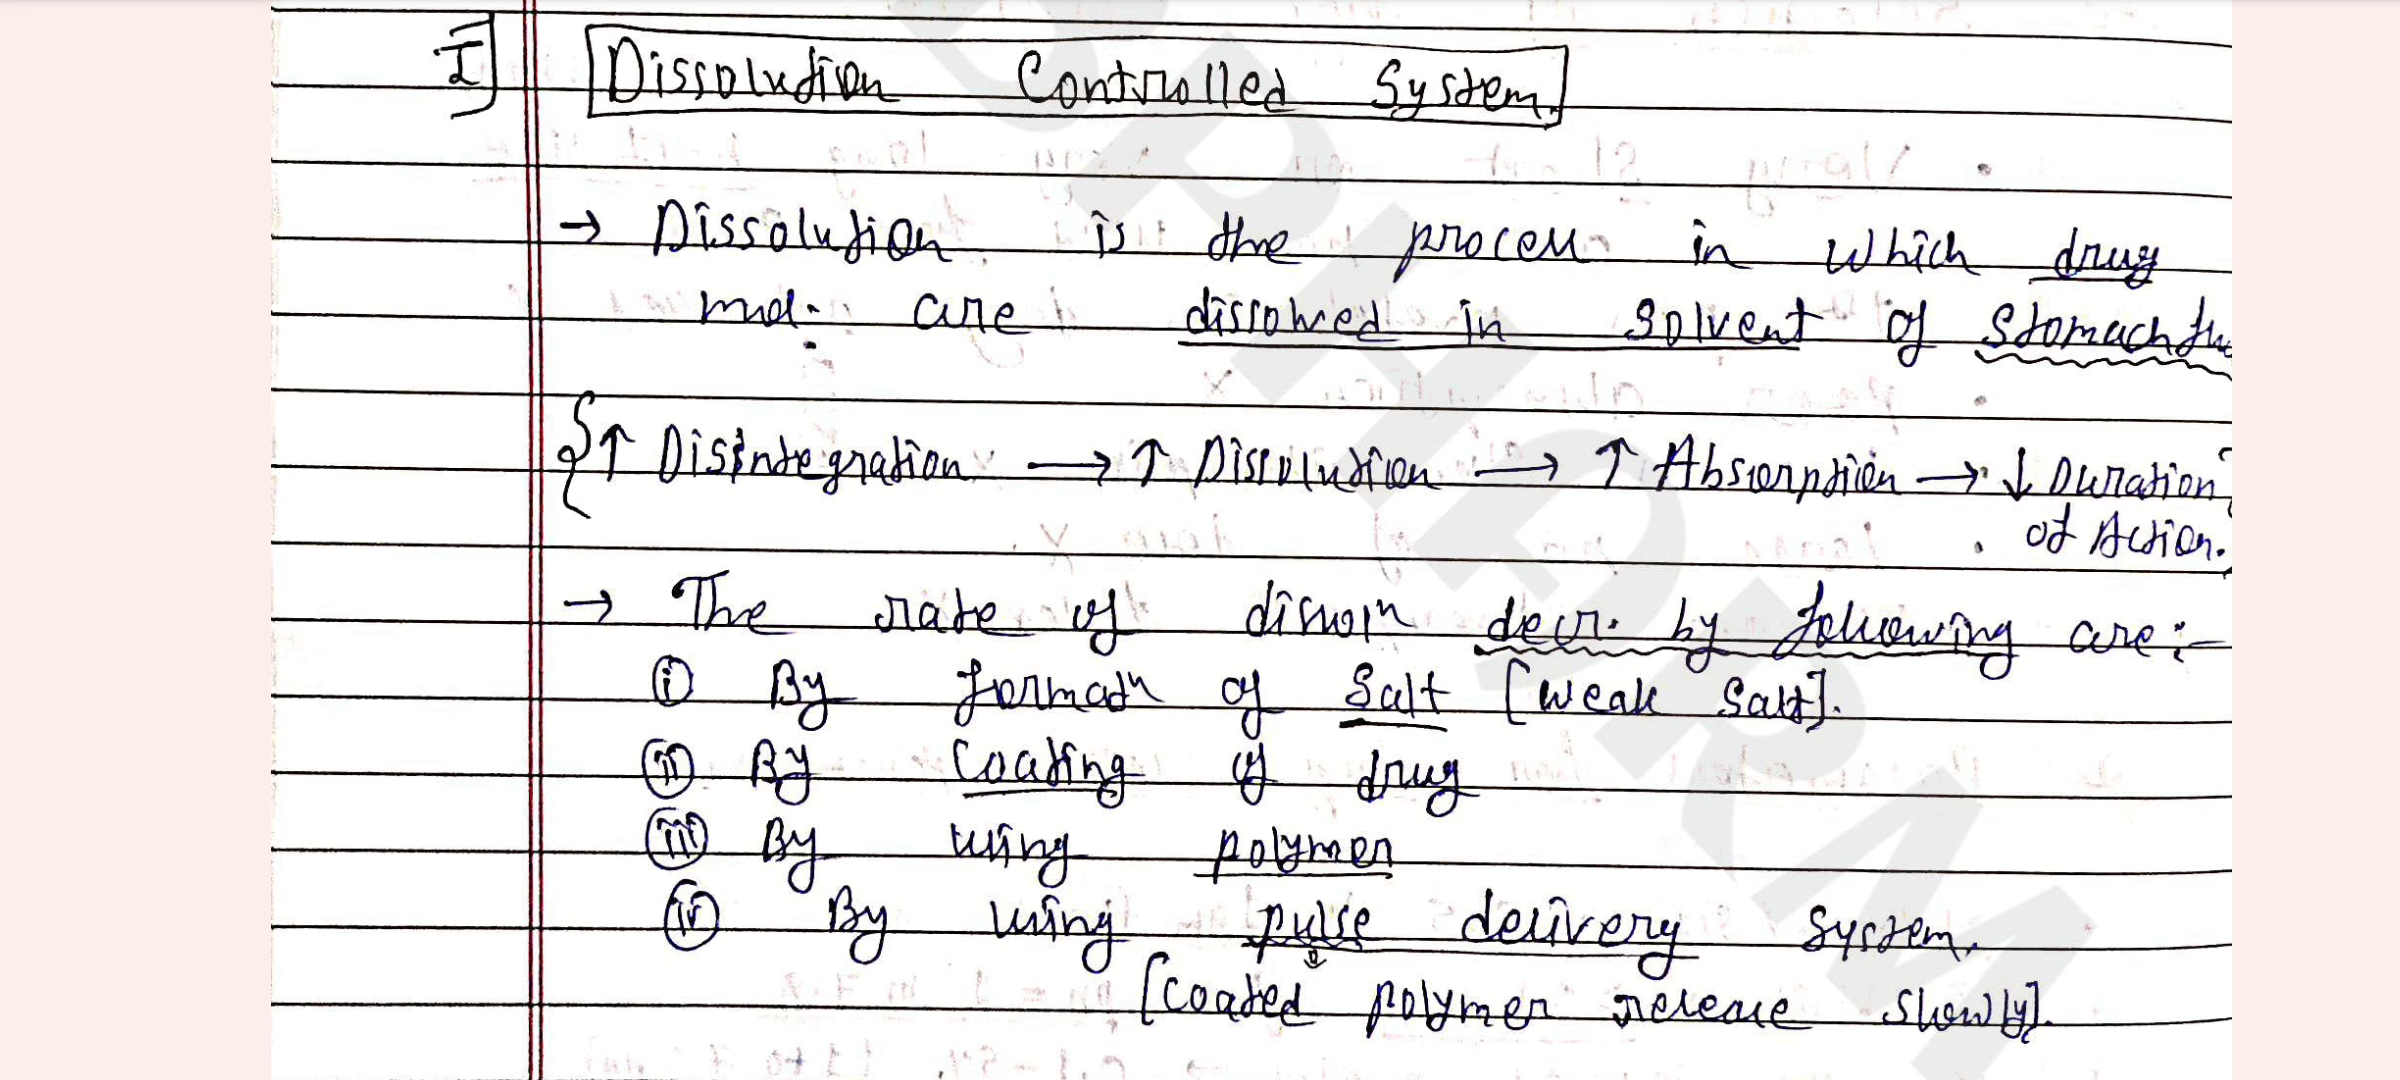 I] Dissolution Controlled System.
→ Dissolution is the process in which drug
mol. are dissolved in solvent of stomach
{↑ Disintegration → ↑ Dissolution → ↑ Absorption → ↓ Duration
of Action.
→ The rate of dissoln decr. by following are:-
(i) By formatn of Salt [Weak Salt].
(ii) By Coating of drug
(iii) By using polymer
(iv) By using pulse delivery system.
[coated polymer release slowly].
BPHARM